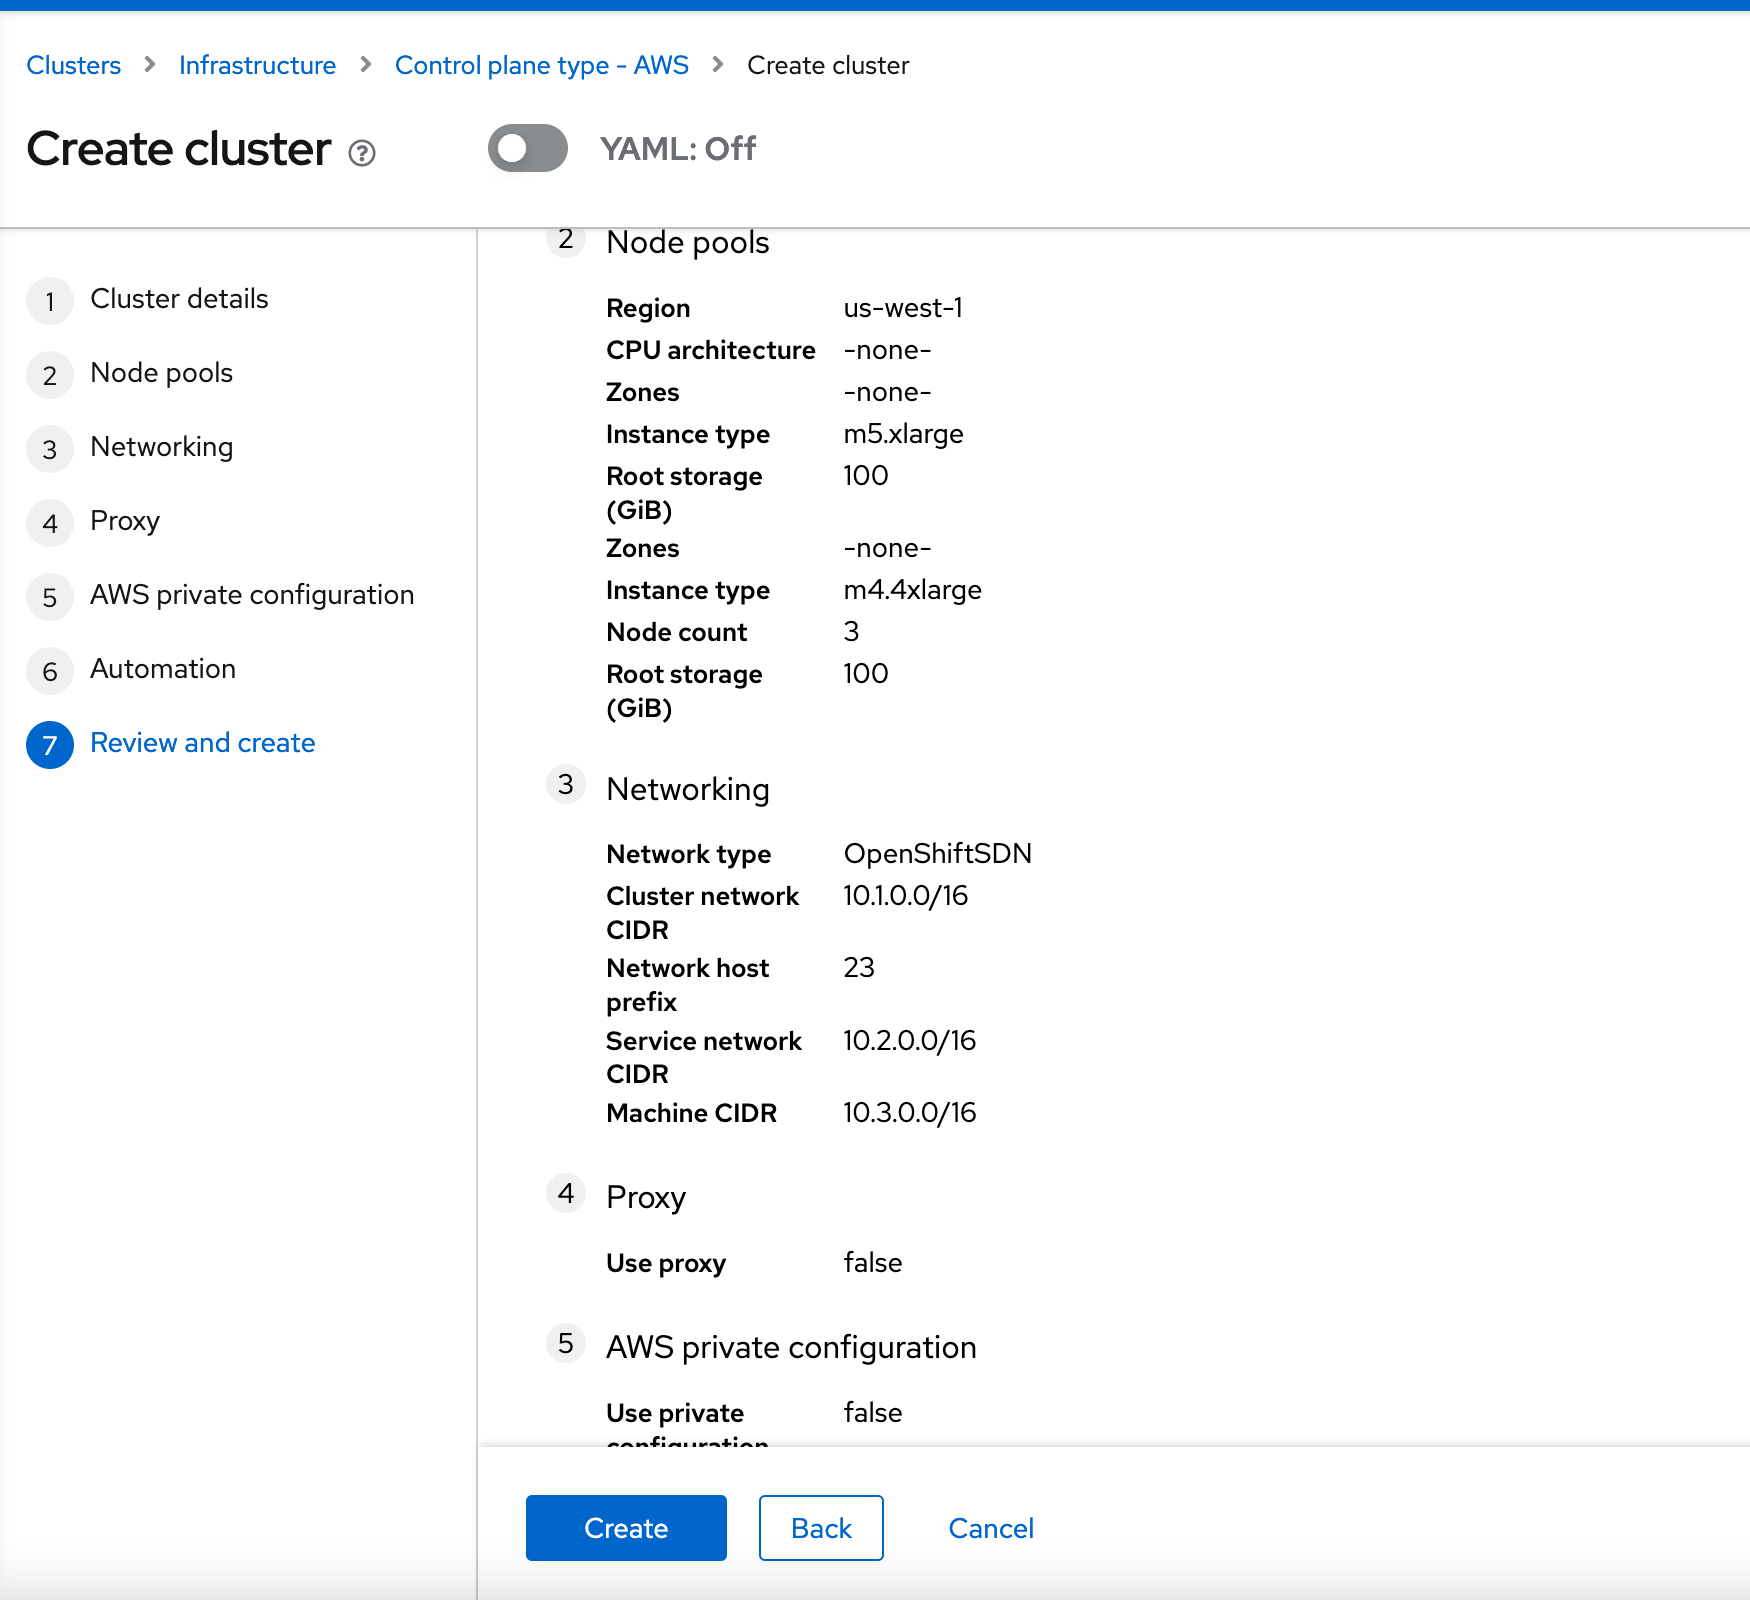 Clusters > Infrastructure > Control plane type - AWS > Create cluster
Create cluster ?
YAML: Off
1 Cluster details
2 Node pools
3 Networking
4 Proxy
5 AWS private configuration
6 Automation
7 Review and create
2 Node pools
Region us-west-1
CPU architecture -none-
Zones -none-
Instance type m5.xlarge
Root storage 100
(GiB)
Zones -none-
Instance type m4.4xlarge
Node count 3
Root storage 100
(GiB)
3 Networking
Network type OpenShiftSDN
Cluster network 10.1.0.0/16
CIDR
Network host 23
prefix
Service network 10.2.0.0/16
CIDR
Machine CIDR 10.3.0.0/16
4 Proxy
Use proxy false
5 AWS private configuration
Use private false
configuration
Create Back Cancel